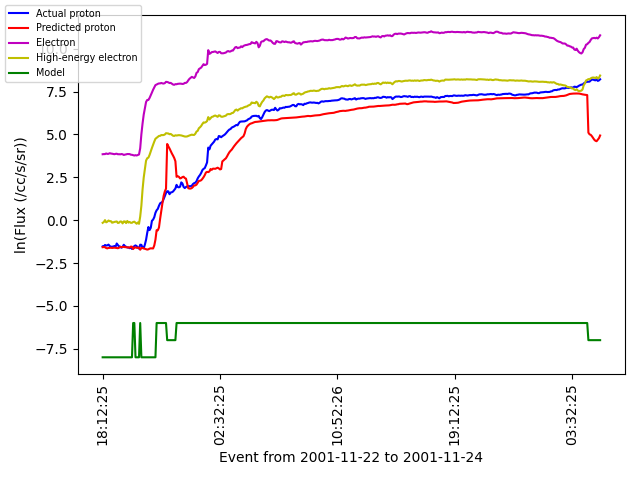 Actual proton
Predicted proton
Electron
High-energy electron
Model
10.0
7.5
5.0
2.5
0.0
−2.5
−5.0
−7.5
ln(Flux (/cc/s/sr))
18:12:25
02:32:25
10:52:26
19:12:25
03:32:25
Event from 2001-11-22 to 2001-11-24